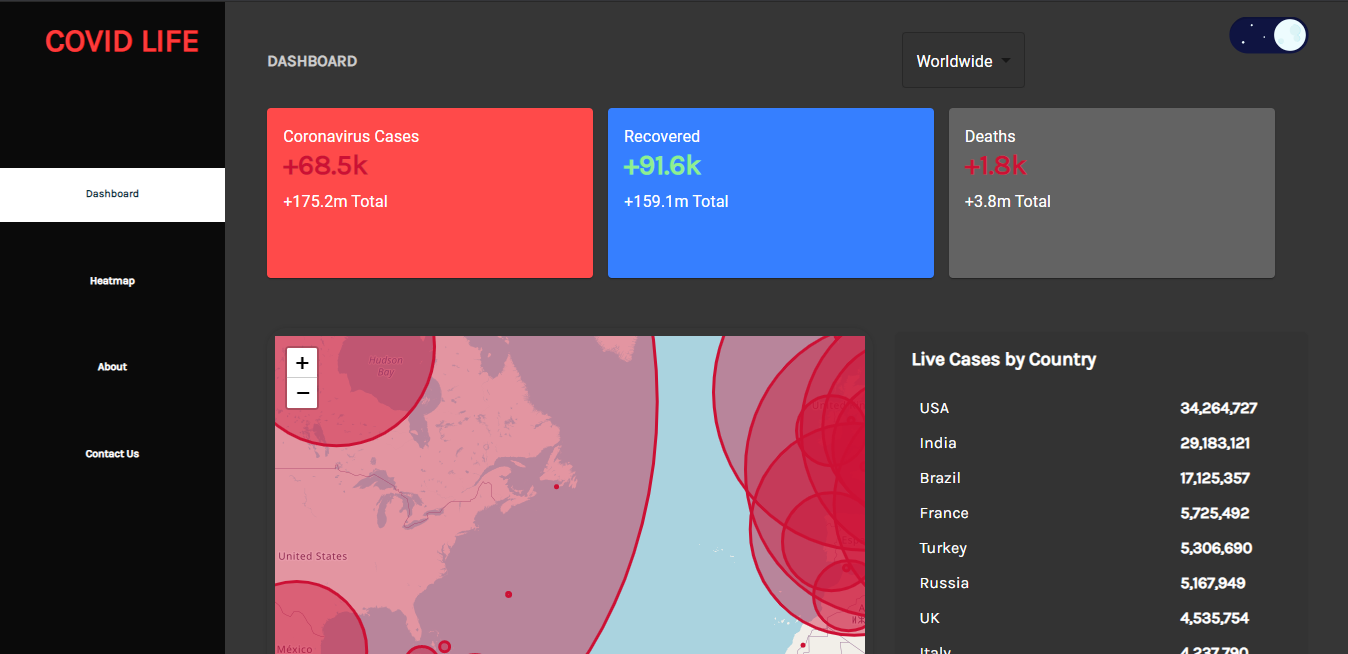 COVID LIFE
Dashboard
Heatmap
About
Contact Us
DASHBOARD
Worldwide
Coronavirus Cases
+68.5k
+175.2m Total
Recovered
+91.6k
+159.1m Total
Deaths
+1.8k
+3.8m Total
+
−
Hudson
Bay
United States
México
Live Cases by Country
USA 34,264,727
India 29,183,121
Brazil 17,125,357
France 5,725,492
Turkey 5,306,690
Russia 5,167,949
UK 4,535,754
Italy 4,237,790